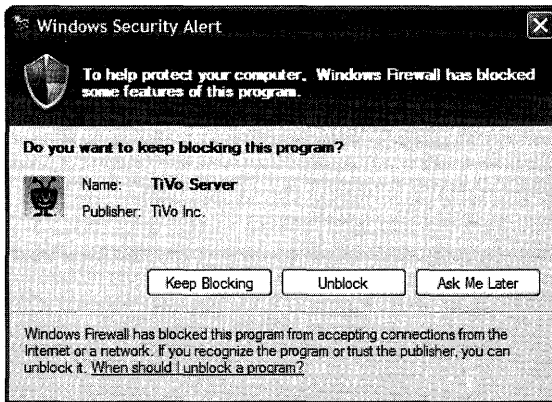 Windows Security Alert
To help protect your computer, Windows Firewall has blocked
some features of this program.
Do you want to keep blocking this program?
Name: TiVo Server
Publisher: TiVo Inc.
Keep Blocking Unblock Ask Me Later
Windows Firewall has blocked this program from accepting connections from the
Internet or a network. If you recognize the program or trust the publisher, you can
unblock it. When should I unblock a program?